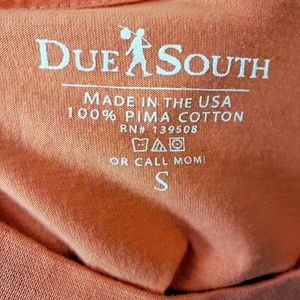 DUE SOUTH
MADE IN THE USA
100% PIMA COTTON
RN# 139508
OR CALL MOM!
S